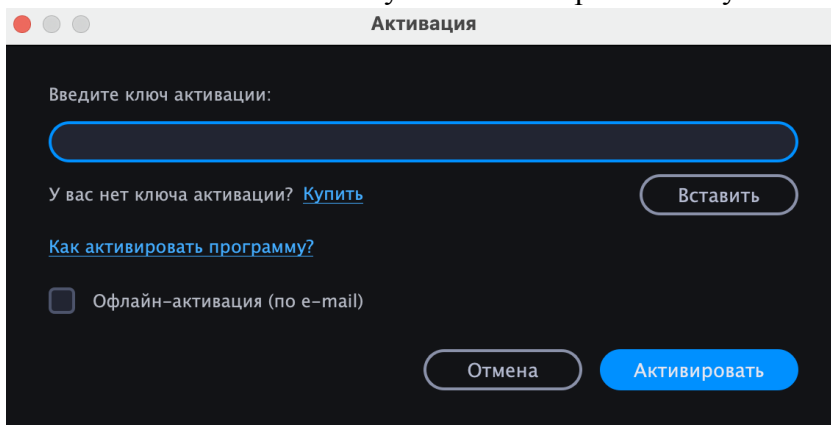 Активация
Введите ключ активации:
У вас нет ключа активации? Купить
Вставить
Как активировать программу?
Офлайн-активация (по e-mail)
Отмена
Активировать